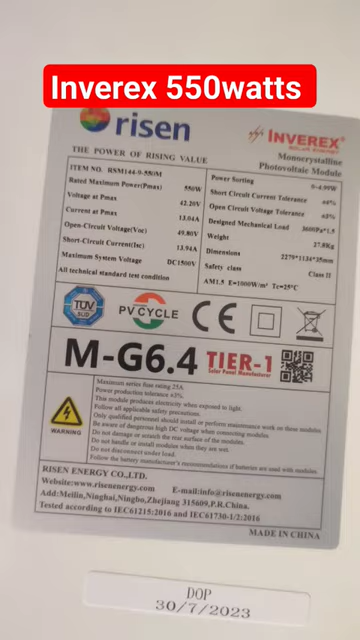 Inverex 550watts
risen
INVEREX
SOLAR ENERGY
THE POWER OF RISING VALUE
Monocrystalline
Photovoltaic Module
ITEM NO. RSM144-9-550M
Rated Maximum Power(Pmax) 550W
Voltage at Pmax 42.20V
Current at Pmax 13.04A
Open-Circuit Voltage(Voc) 49.80V
Short-Circuit Current(Isc) 13.94A
Maximum System Voltage DC1500V
All technical standard test condition
Power Sorting 0~4.99W
Short Circuit Current Tolerance ±4%
Open Circuit Voltage Tolerance ±3%
Designed Mechanical Load 3600Pa*1.5
Weight 27.8Kg
Dimensions 2279*1134*35mm
Safety class Class II
AM1.5 E=1000W/m² Tc=25°C
TÜV
SUD
PV CYCLE
CE
M-G6.4 TIER-1
Solar Panel Manufacturer
WARNING
Maximum series fuse rating 25A
Power production tolerance ±3%
This module produces electricity when exposed to light.
Follow all applicable safety precautions.
Only qualified personnel should install or perform maintenance work on these modules.
Be aware of dangerous high DC voltage when connecting modules.
Do not damage or scratch the rear surface of the modules.
Do not handle or install modules when they are wet.
Do not disconnect under load.
Follow the battery manufacturer's recommendations if batteries are used with modules.
RISEN ENERGY CO.,LTD.
Website:www.risenenergy.com E-mail:info@risenenergy.com
Add:Meilin,Ninghai,Ningbo,Zhejiang 315609,P.R.China.
Tested according to IEC61215:2016 and IEC61730-1/2:2016
MADE IN CHINA
DOP
30/7/2023